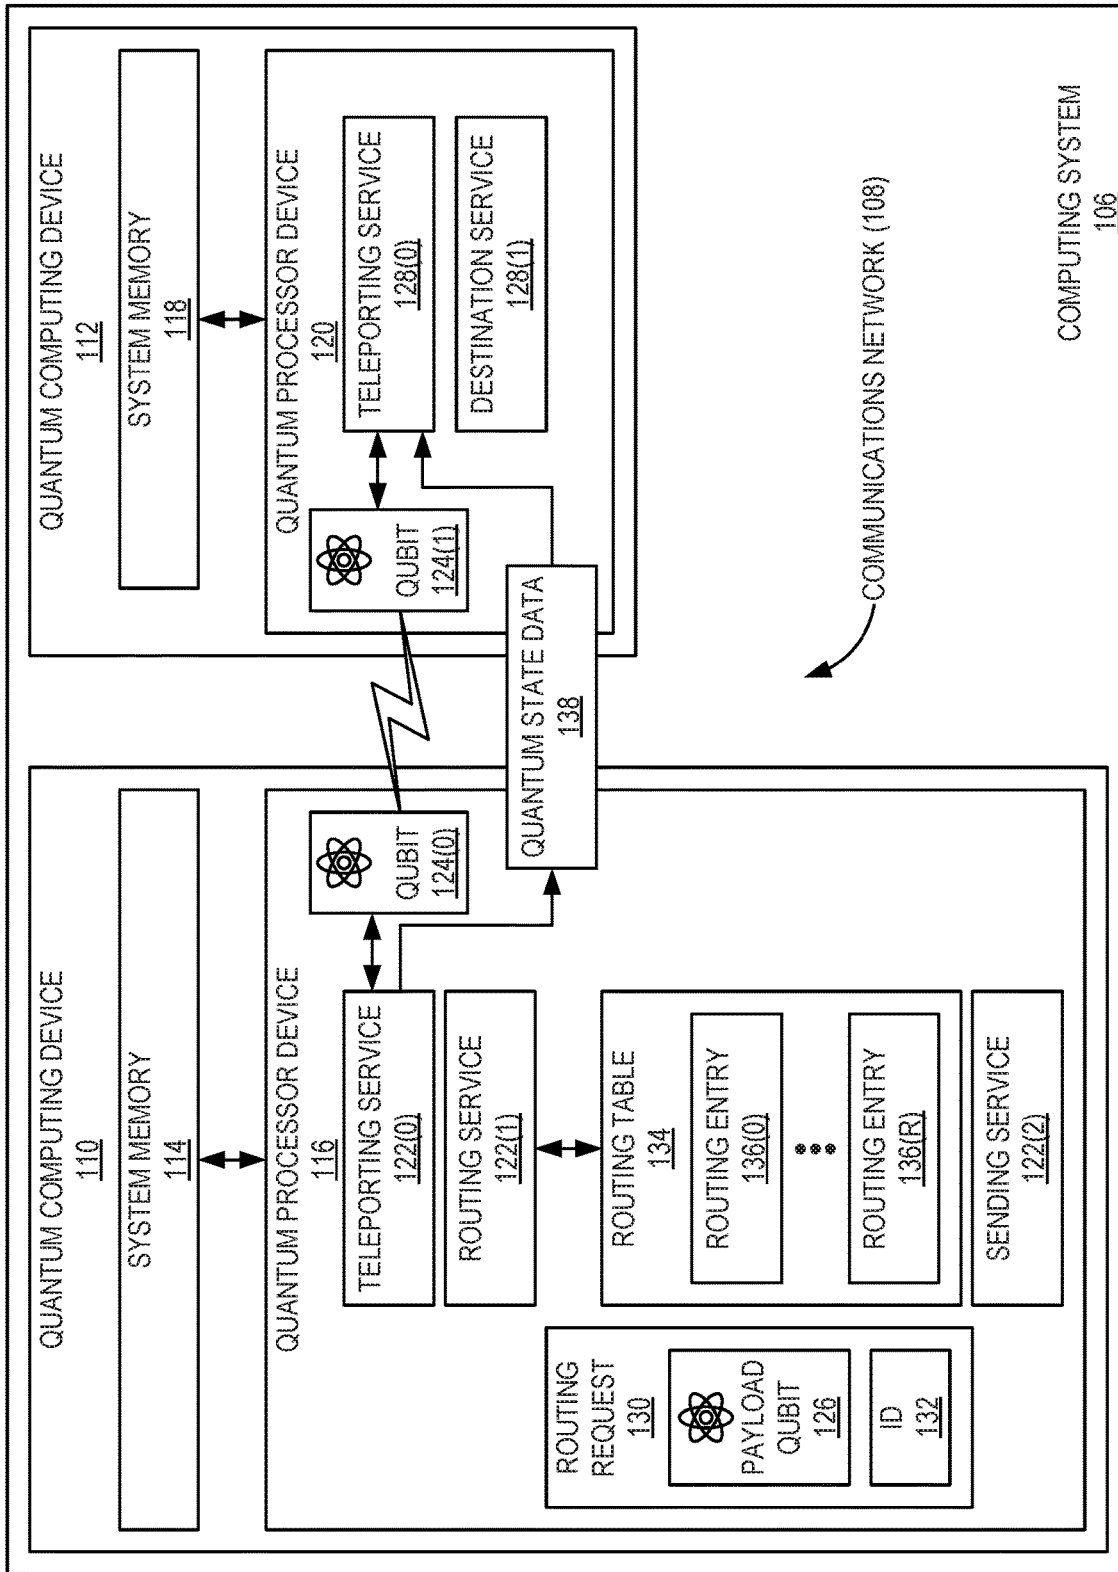 QUANTUM COMPUTING DEVICE
110
SYSTEM MEMORY
114
QUANTUM PROCESSOR DEVICE
116
TELEPORTING SERVICE
122(0)
ROUTING SERVICE
122(1)
ROUTING TABLE
134
ROUTING ENTRY
136(0)
•••
ROUTING ENTRY
136(R)
SENDING SERVICE
122(2)
ROUTING
REQUEST
130
PAYLOAD
QUBIT
126
ID
132
QUBIT
124(0)
QUANTUM STATE DATA
138
QUANTUM COMPUTING DEVICE
112
SYSTEM MEMORY
118
QUANTUM PROCESSOR DEVICE
120
QUBIT
124(1)
TELEPORTING SERVICE
128(0)
DESTINATION SERVICE
128(1)
COMMUNICATIONS NETWORK (108)
COMPUTING SYSTEM
106